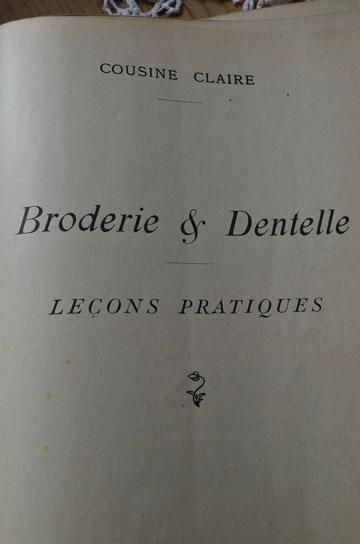 COUSINE CLAIRE
Broderie & Dentelle
LEÇONS PRATIQUES